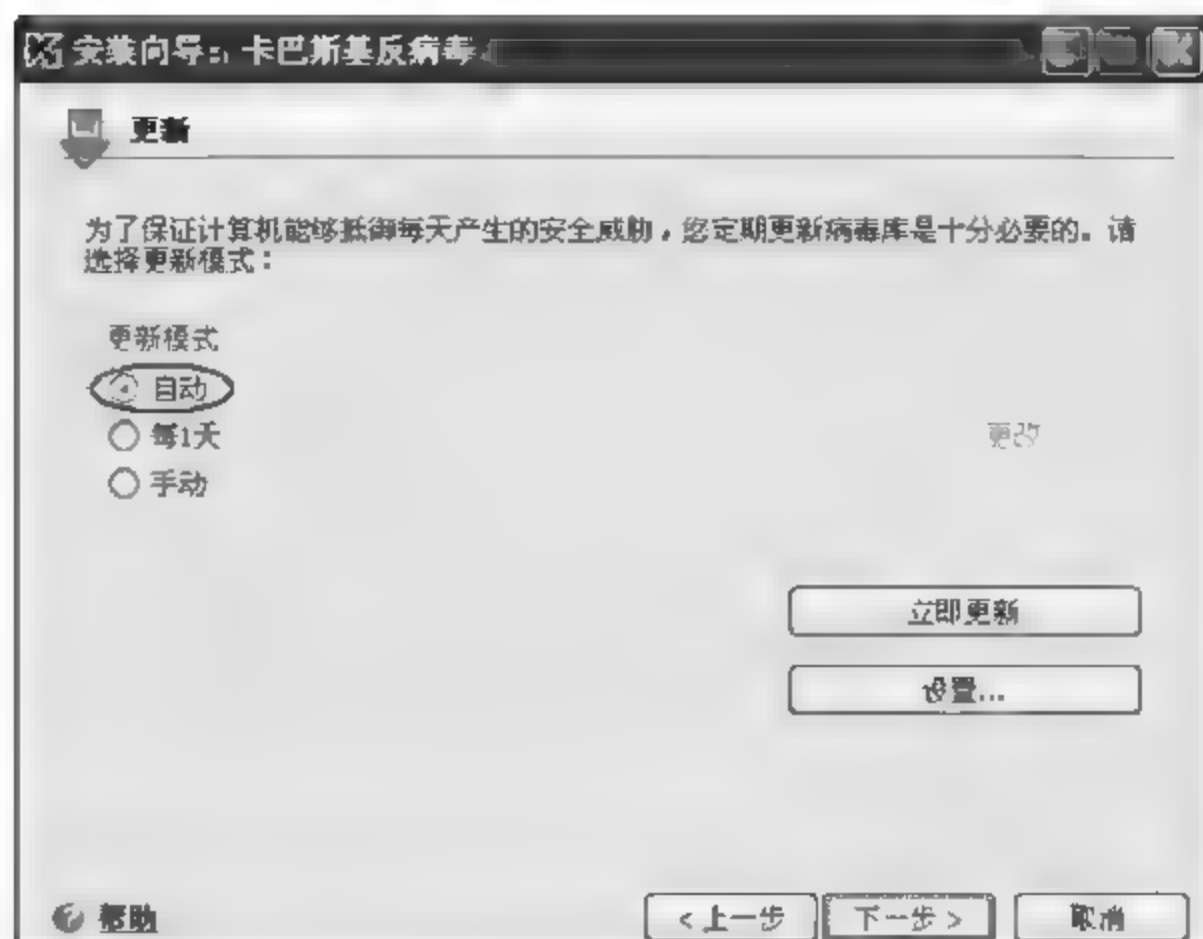 安装向导: 卡巴斯基反病毒
更新
为了保证计算机能够抵御每天产生的安全威胁，您定期更新病毒库是十分必要的。请
选择更新模式：
更新模式
自动
每1天
更改
手动
立即更新
设置...
帮助
<上一步
下一步>
取消